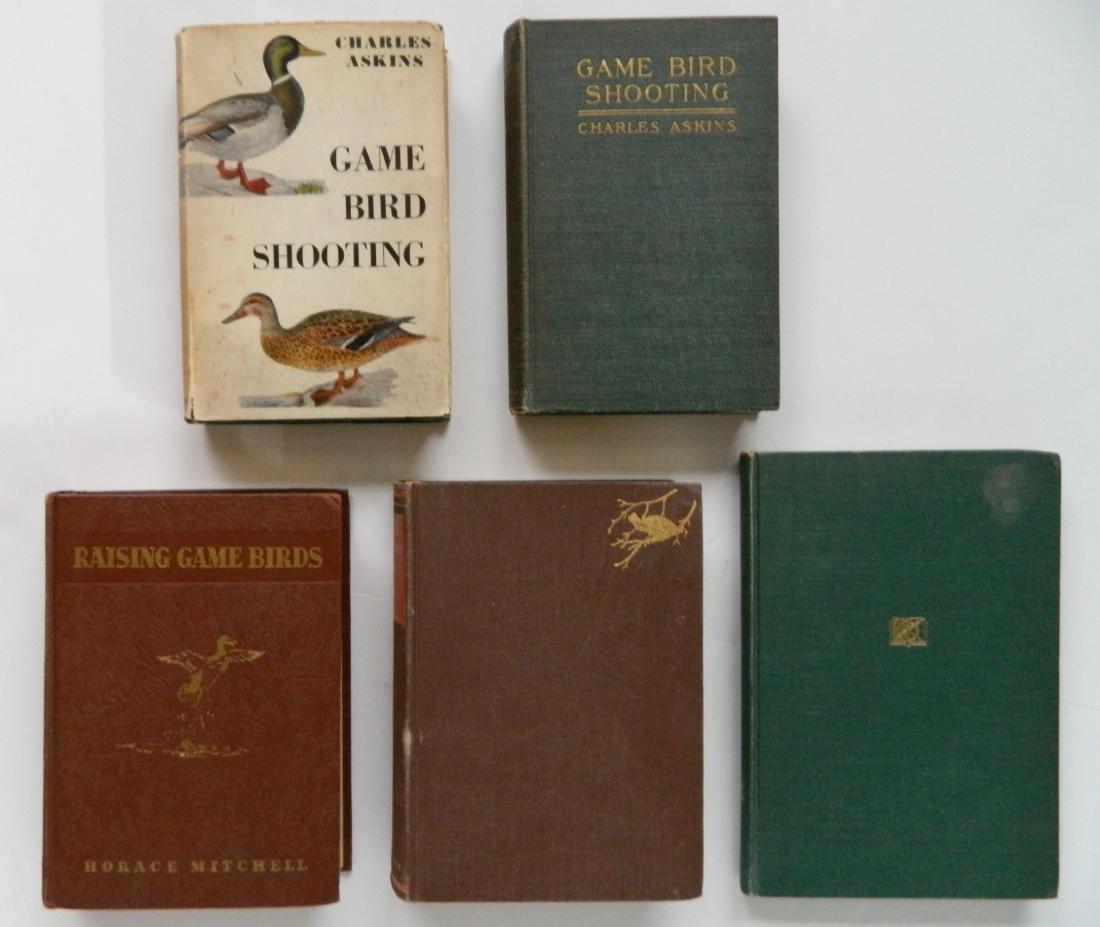 CHARLES
ASKINS
GAME
BIRD
SHOOTING
GAME BIRD
SHOOTING
CHARLES ASKINS
RAISING GAME BIRDS
HORACE MITCHELL